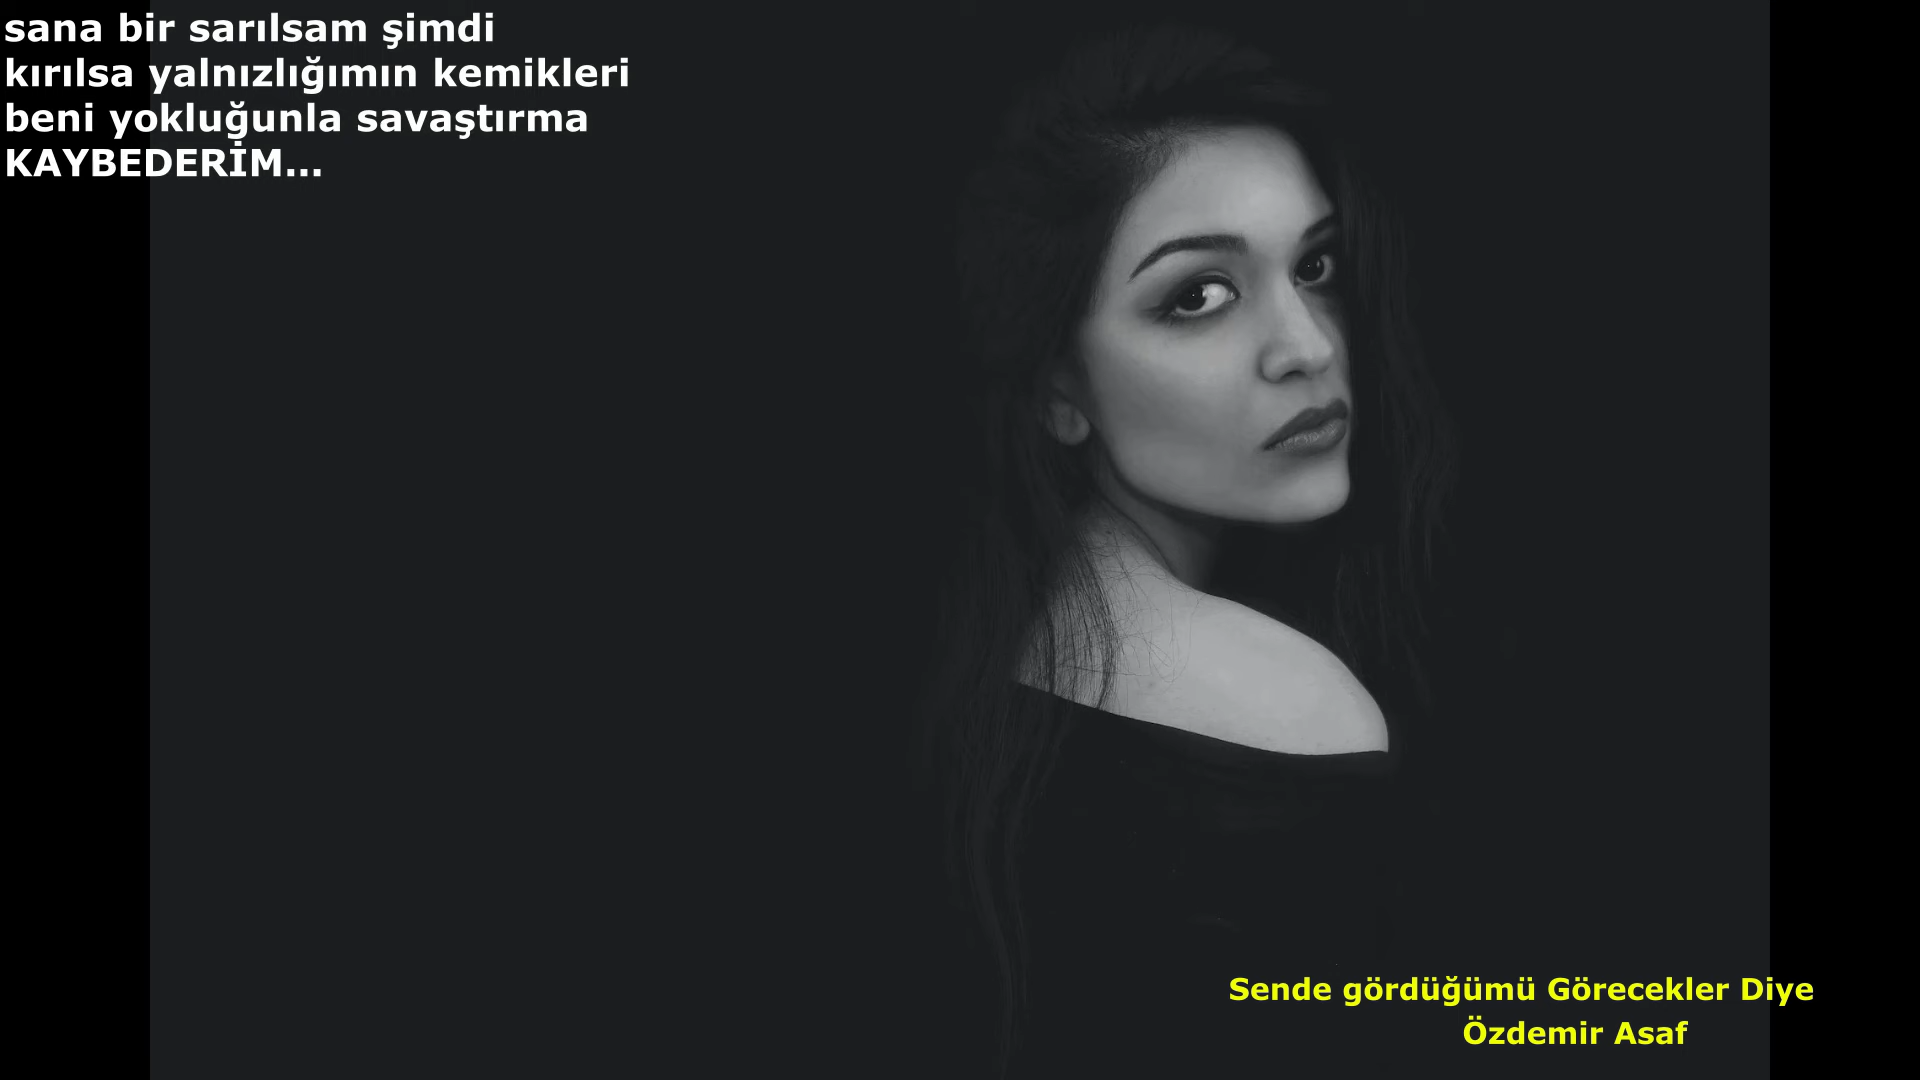 sana bir sarılsam şimdi
kırılsa yalnızlığımın kemikleri
beni yokluğunla savaştırma
KAYBEDERİM...
Sende gördüğümü Görecekler Diye
Özdemir Asaf